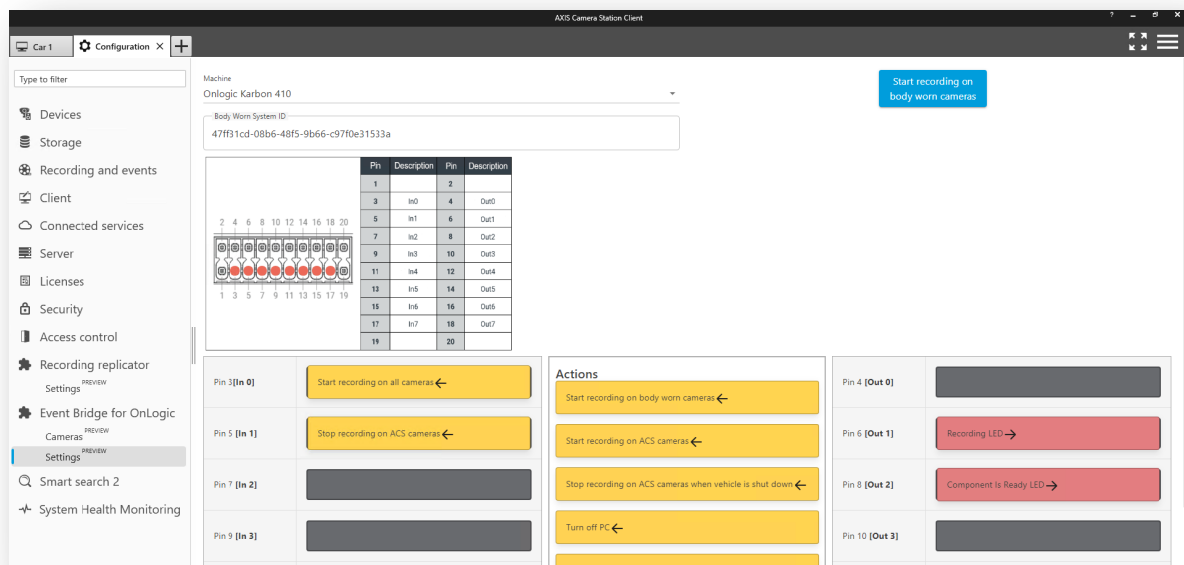 AXIS Camera Station Client
?
Car 1
Configuration
Type to filter
Devices
Storage
Recording and events
Client
Connected services
Server
Licenses
Security
Access control
Recording replicator
Settings PREVIEW
Event Bridge for OnLogic
Cameras PREVIEW
Settings PREVIEW
Smart search 2
System Health Monitoring
Machine
Onlogic Karbon 410
Body Worn System ID
47ff31cd-08b6-48f5-9b66-c97f0e31533a
Start recording on
body worn cameras
2 4 6 8 10 12 14 16 18 20
1 3 5 7 9 11 13 15 17 19
Pin Description Pin Description
1 2
3 In0 4 Out0
5 In1 6 Out1
7 In2 8 Out2
9 In3 10 Out3
11 In4 12 Out4
13 In5 14 Out5
15 In6 16 Out6
17 In7 18 Out7
19 20
Pin 3[In 0] Start recording on all cameras
Pin 5 [In 1] Stop recording on ACS cameras
Pin 7 [In 2]
Pin 9 [In 3]
Actions
Start recording on body worn cameras
Start recording on ACS cameras
Stop recording on ACS cameras when vehicle is shut down
Turn off PC
Pin 4 [Out 0]
Pin 6 [Out 1] Recording LED
Pin 8 [Out 2] Component Is Ready LED
Pin 10 [Out 3]